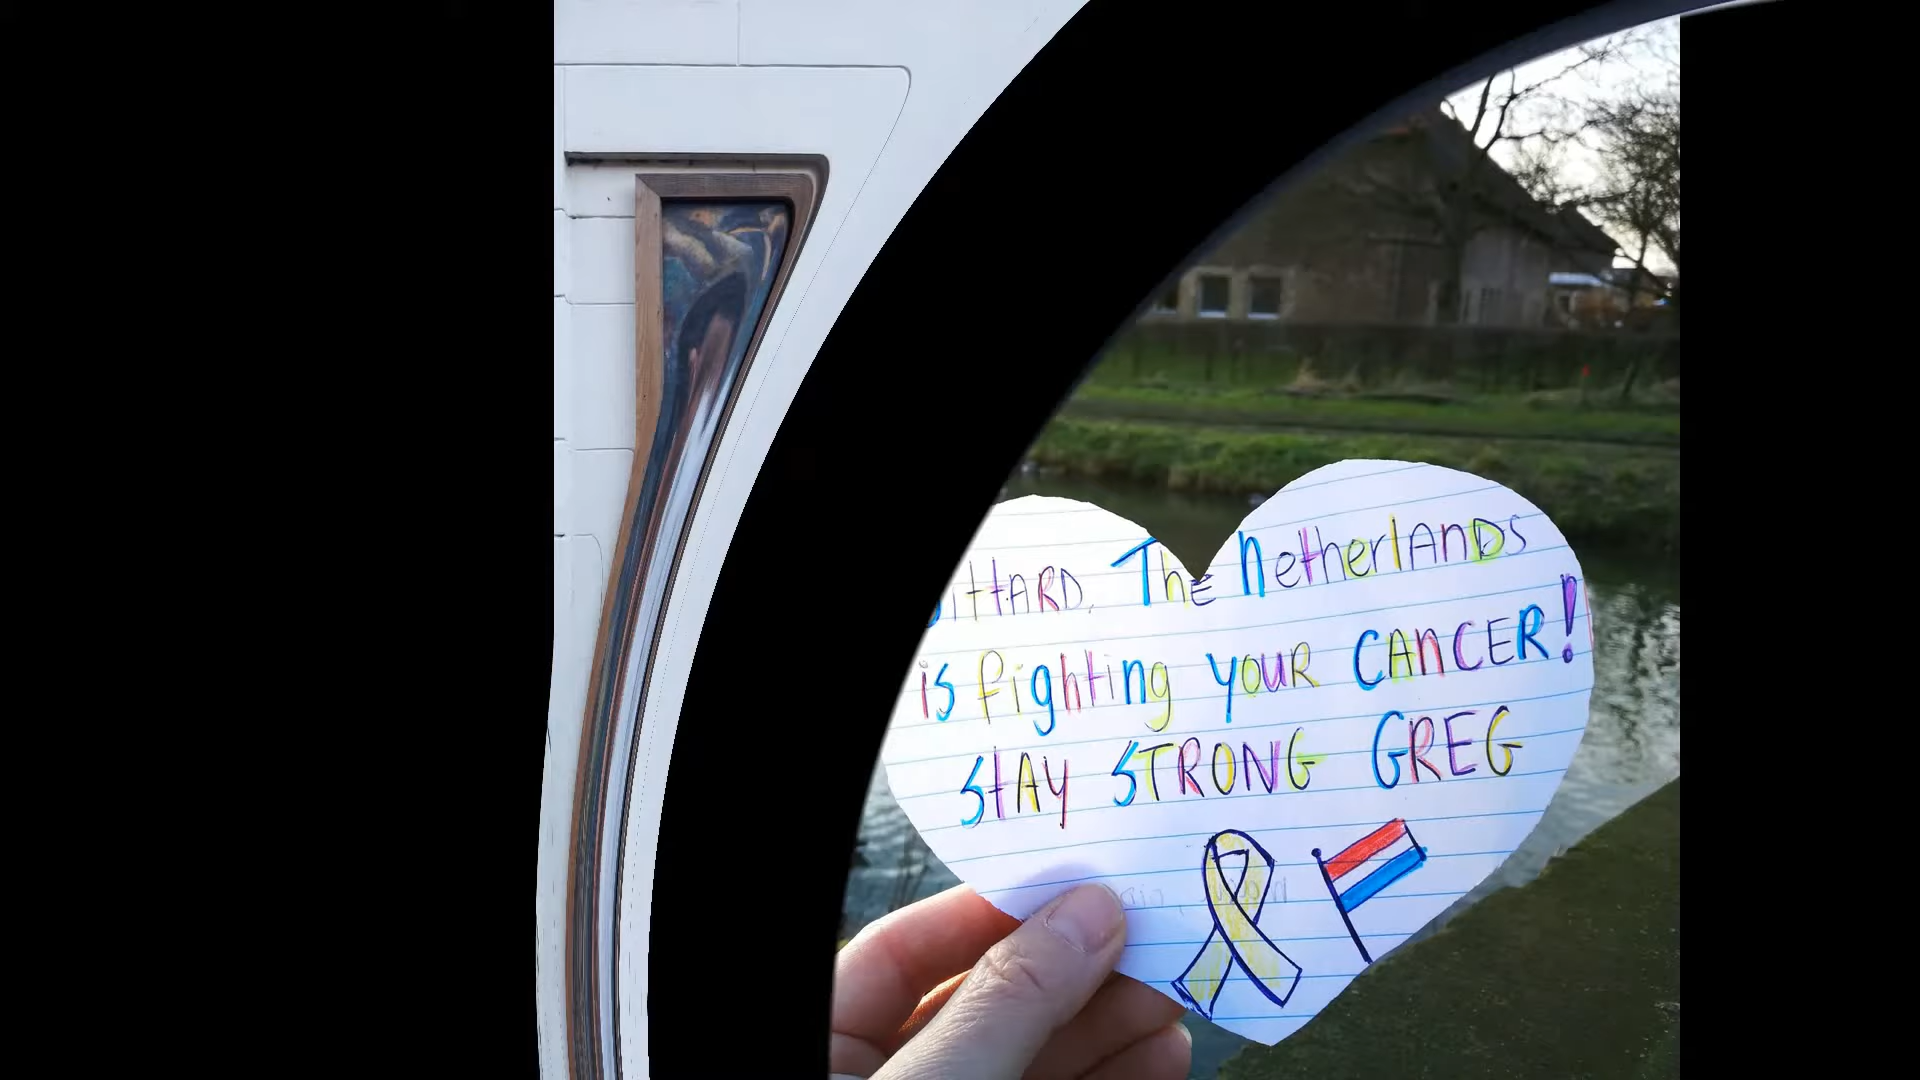 ittARD, The Netherlands
is fighting your CANCER!
StAy STRONG GREG